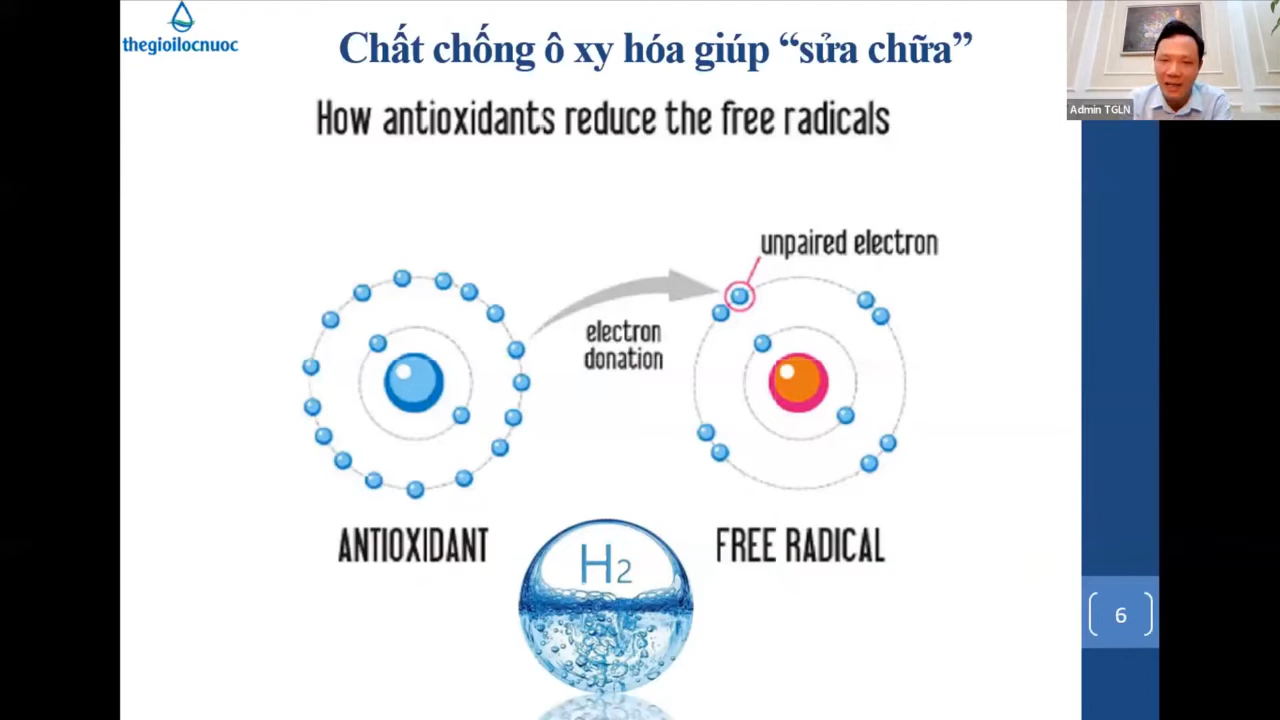 thegioilocnuoc
Chất chống ô xy hóa giúp “sửa chữa”
Admin TGLN
How antioxidants reduce the free radicals
unpaired electron
electron
donation
ANTIOXIDANT
FREE RADICAL
H2
6